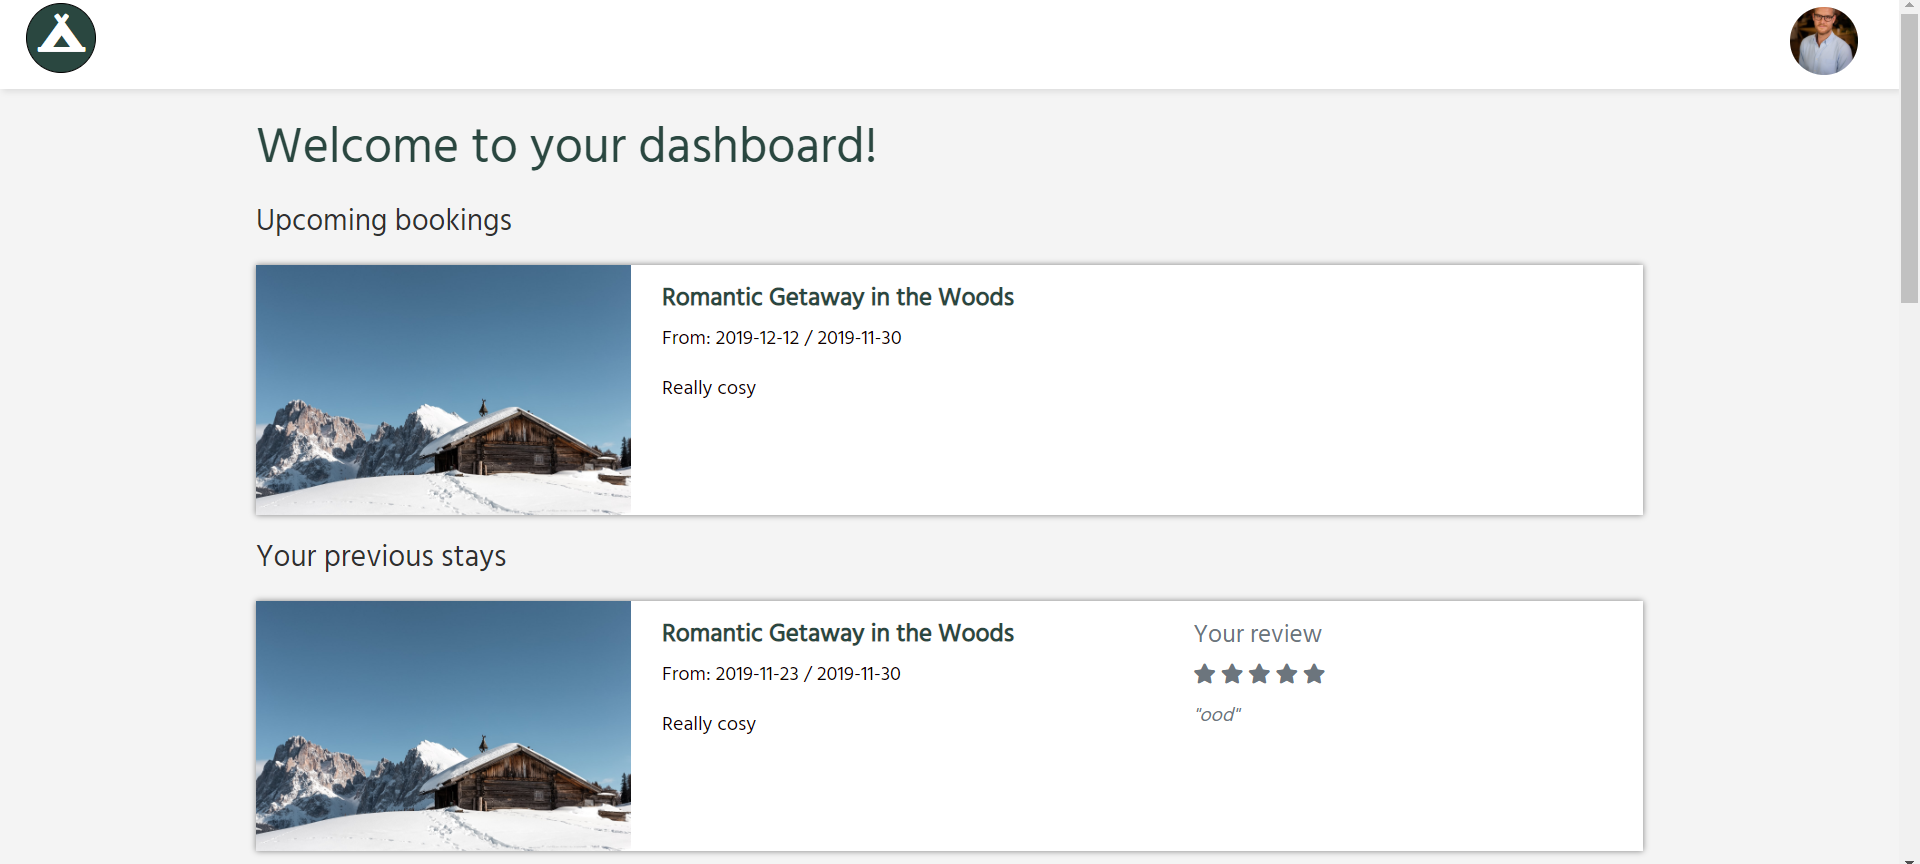 Welcome to your dashboard!
Upcoming bookings
Romantic Getaway in the Woods
From: 2019-12-12 / 2019-11-30
Really cosy
Your previous stays
Romantic Getaway in the Woods
From: 2019-11-23 / 2019-11-30
Really cosy
Your review
"ood"